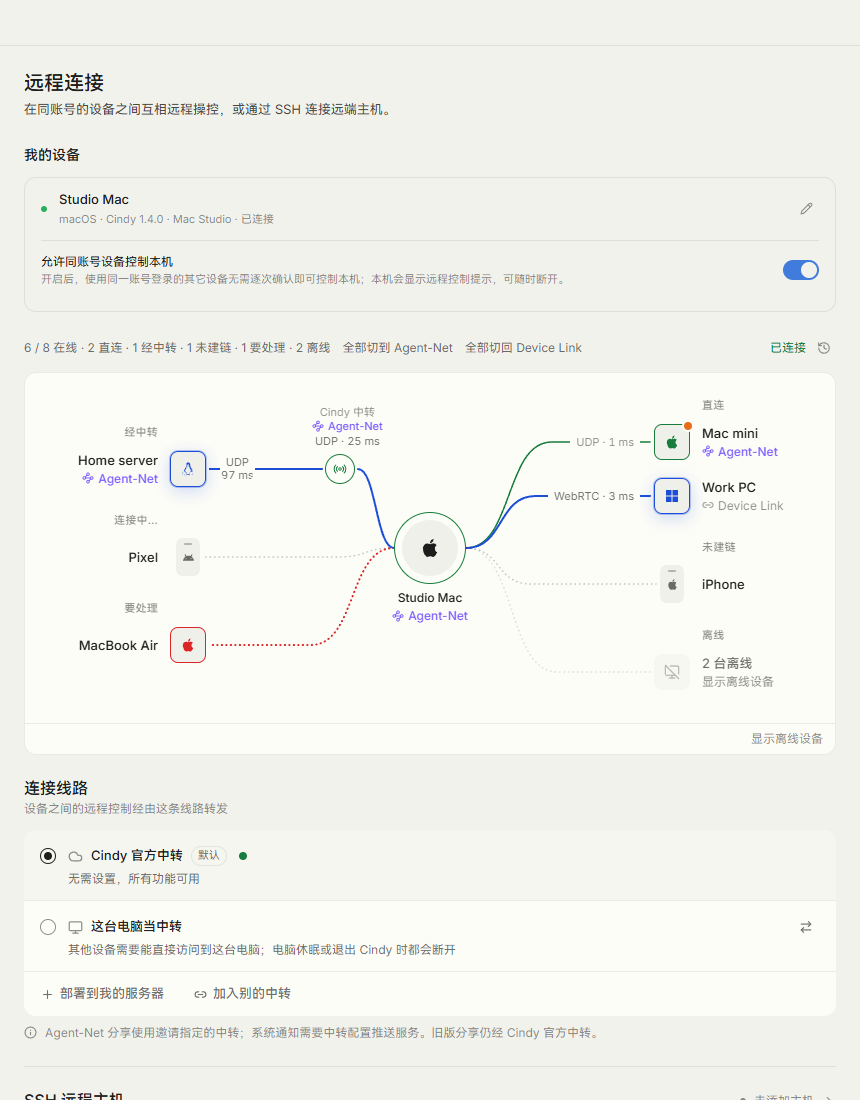 远程连接
在同账号的设备之间互相远程操控，或通过 SSH 连接远端主机。
我的设备
Studio Mac
macOS · Cindy 1.4.0 · Mac Studio · 已连接
允许同账号设备控制本机
开启后，使用同一账号登录的其它设备无需逐次确认即可控制本机；本机会显示远程控制提示，可随时断开。
6 / 8 在线 · 2 直连 · 1 经中转 · 1 未建链 · 1 要处理 · 2 离线 全部切到 Agent-Net 全部切回 Device Link
已连接
经中转
Home server
Agent-Net
UDP
97 ms
Cindy 中转
Agent-Net
UDP · 25 ms
连接中...
Pixel
要处理
MacBook Air
Studio Mac
Agent-Net
直连
UDP · 1 ms
Mac mini
Agent-Net
WebRTC · 3 ms
Work PC
Device Link
未建链
iPhone
离线
2 台离线
显示离线设备
显示离线设备
连接线路
设备之间的远程控制经由这条线路转发
Cindy 官方中转 默认
无需设置，所有功能可用
这台电脑当中转
其他设备需要能直接访问到这台电脑；电脑休眠或退出 Cindy 时都会断开
部署到我的服务器 加入别的中转
Agent-Net 分享使用邀请指定的中转；系统通知需要中转配置推送服务。旧版分享仍经 Cindy 官方中转。
SSH 远程主机
未添加主机